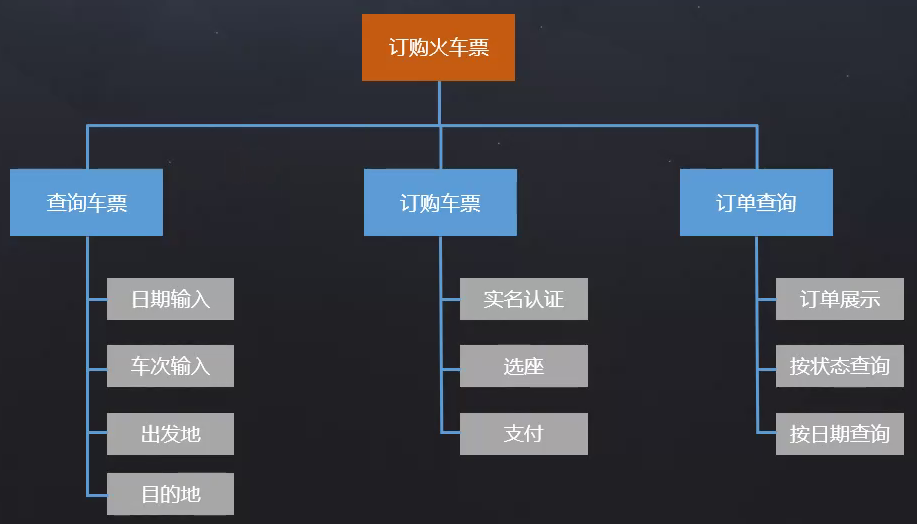 订购火车票
查询车票
订购车票
订单查询
日期输入
实名认证
订单展示
车次输入
选座
按状态查询
出发地
支付
按日期查询
目的地